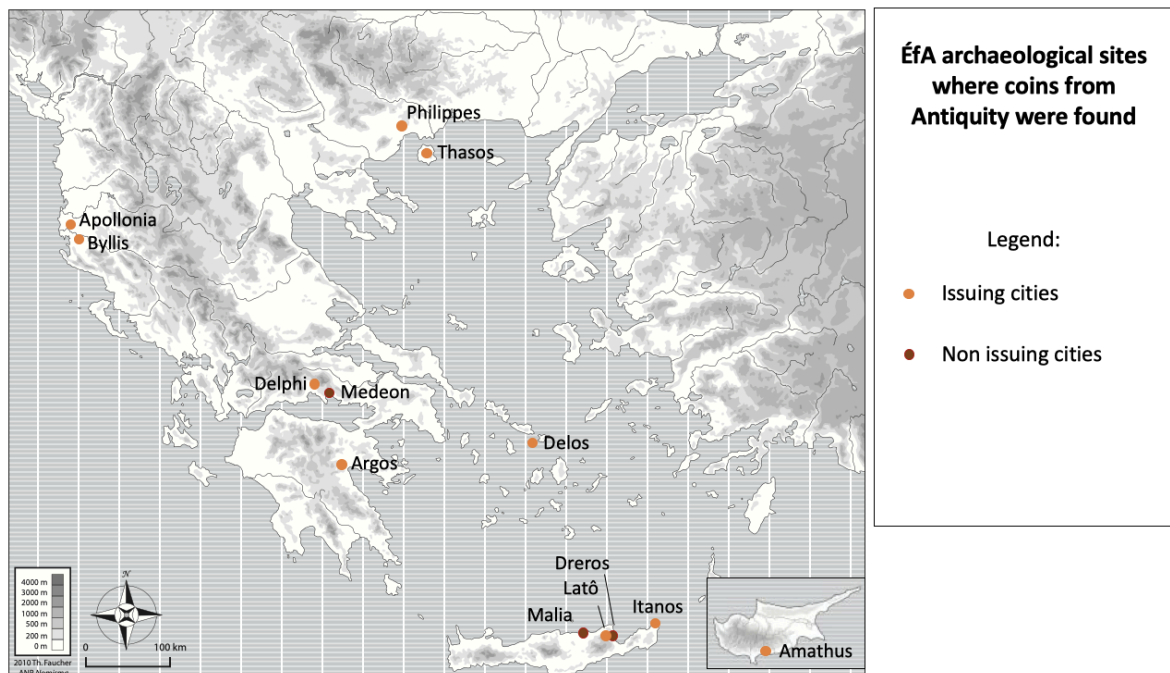 ÉfA archaeological sites
where coins from
Antiquity were found
Legend:
Issuing cities
Non issuing cities
Philippes
Thasos
Apollonia
Byllis
Delphi
Medeon
Delos
Argos
Dreros
Latô
Malia
Itanos
Amathus
4000 m
3000 m
2000 m
1000 m
500 m
200 m
0 m
N
0 100 km
2010 Th. Faucher
ANR Nomisma